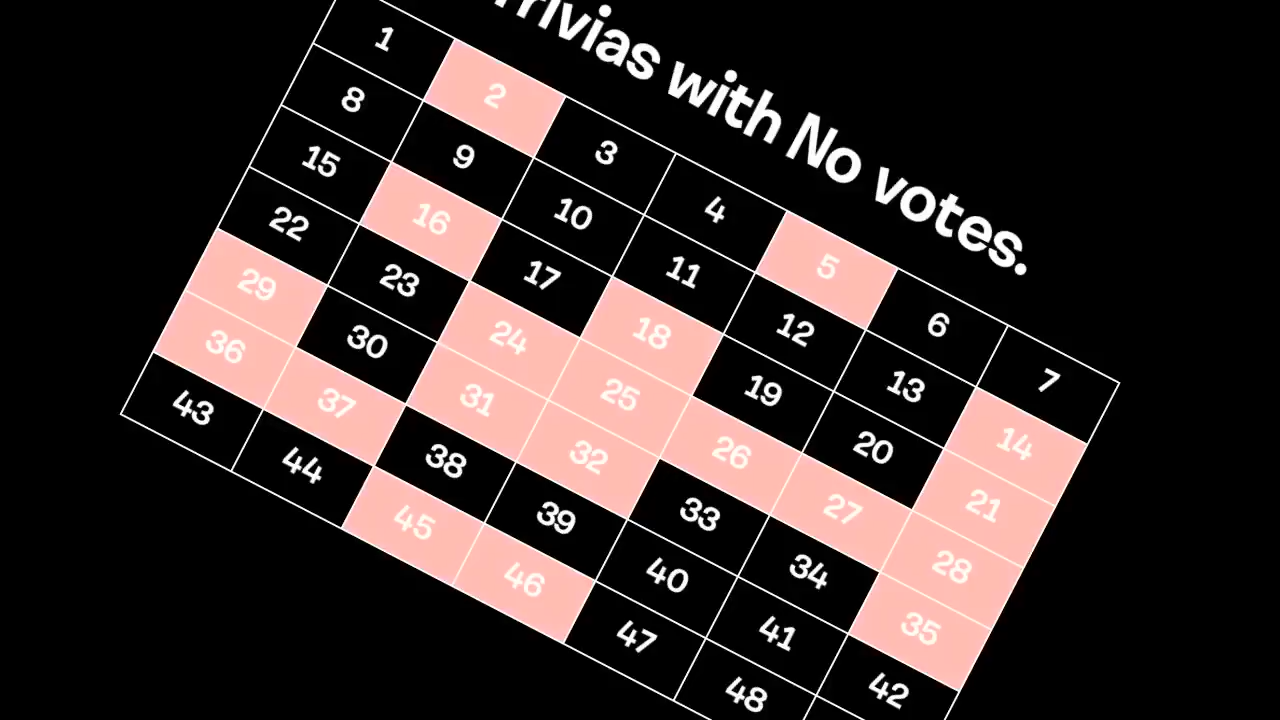 Trivias with No votes.
1 2 3 4 5 6 7
8 9 10 11 12 13 14
15 16 17 18 19 20 21
22 23 24 25 26 27 28
29 30 31 32 33 34 35
36 37 38 39 40 41 42
43 44 45 46 47 48